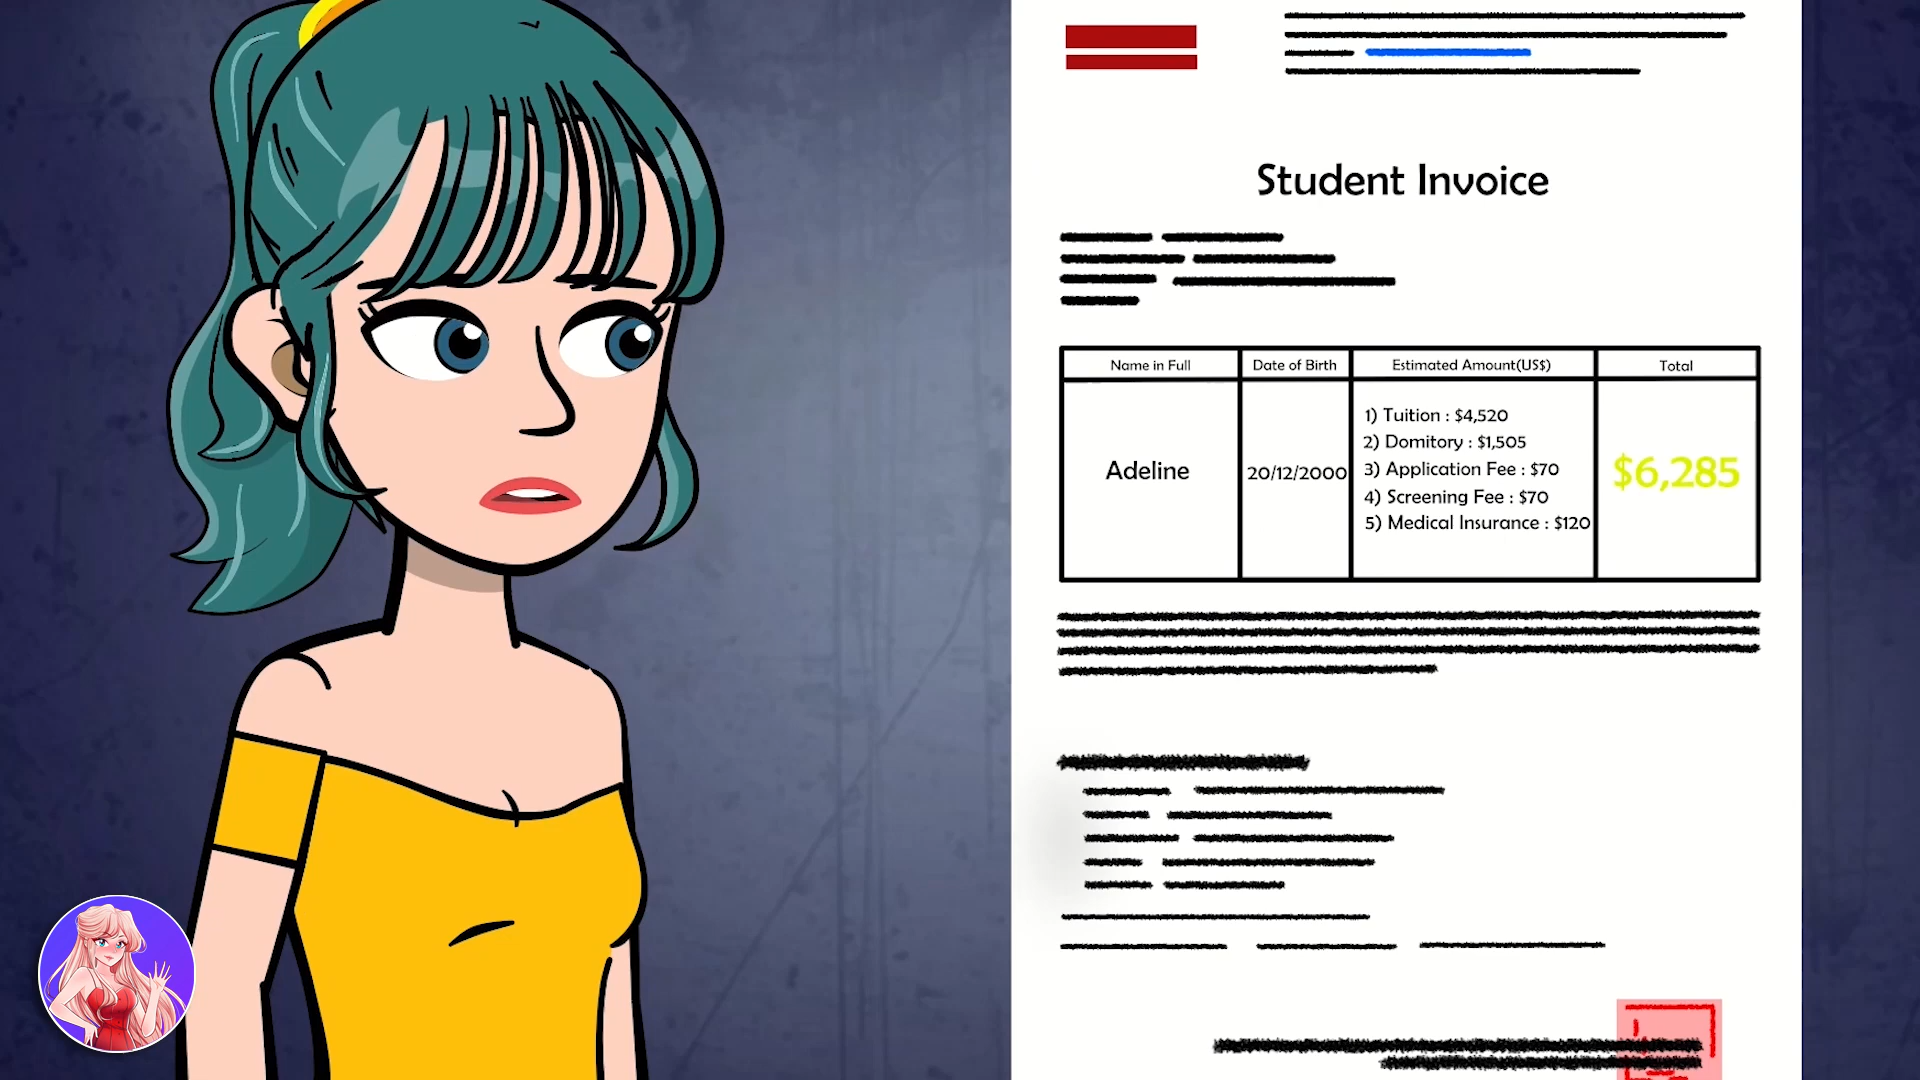 Student Invoice
Name in Full
Date of Birth
Estimated Amount(US$)
Total
Adeline
20/12/2000
1) Tuition : $4,520
2) Domitory : $1,505
3) Application Fee : $70
4) Screening Fee : $70
5) Medical Insurance : $120
$6,285